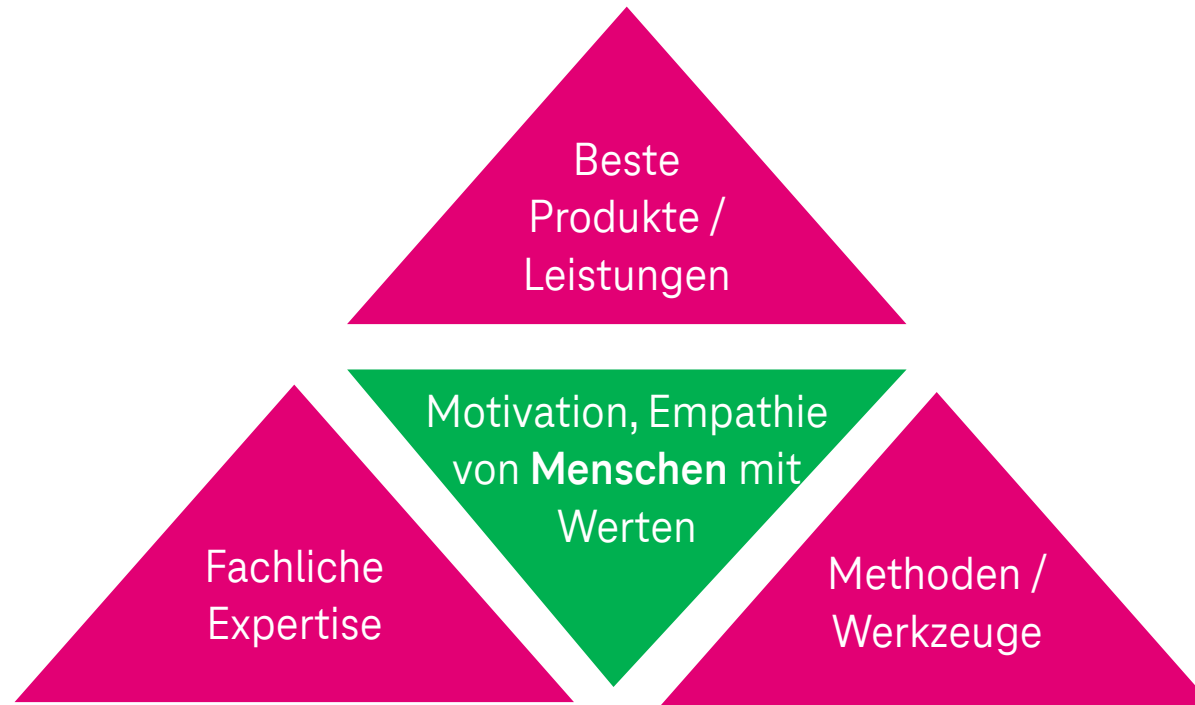 Beste
Produkte /
Leistungen
Motivation, Empathie
von Menschen mit
Werten
Fachliche
Expertise
Methoden /
Werkzeuge